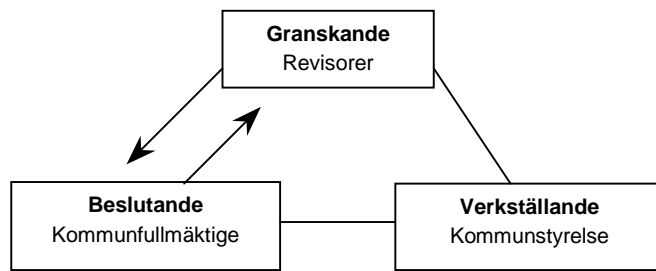 Granskande
Revisorer
Beslutande
Kommunfullmäktige
Verkställande
Kommunstyrelse